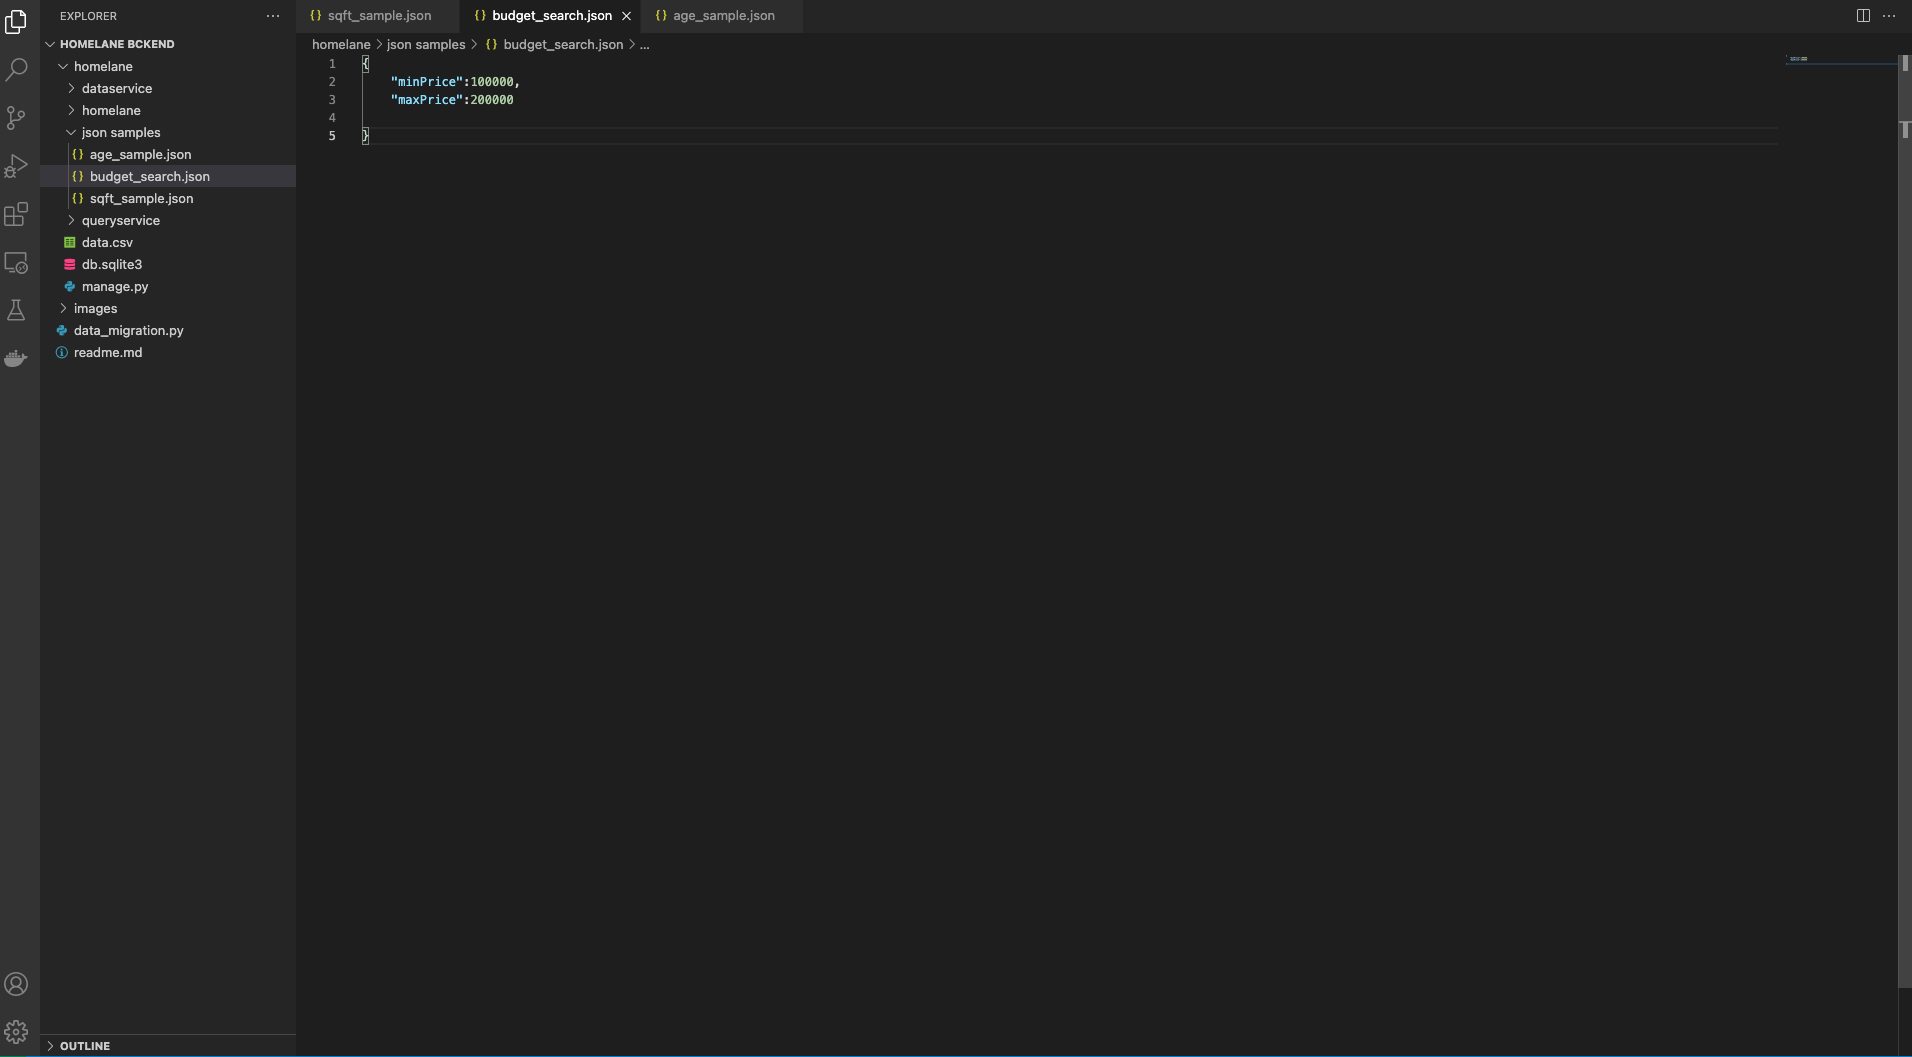 EXPLORER
HOMELANE BCKEND
homelane
dataservice
homelane
json samples
{} age_sample.json
{} budget_search.json
{} sqft_sample.json
queryservice
data.csv
db.sqlite3
manage.py
images
data_migration.py
readme.md
OUTLINE
{} sqft_sample.json {} budget_search.json {} age_sample.json
homelane > json samples > {} budget_search.json > ...
1 {
2 "minPrice":100000,
3 "maxPrice":200000
4
5 }